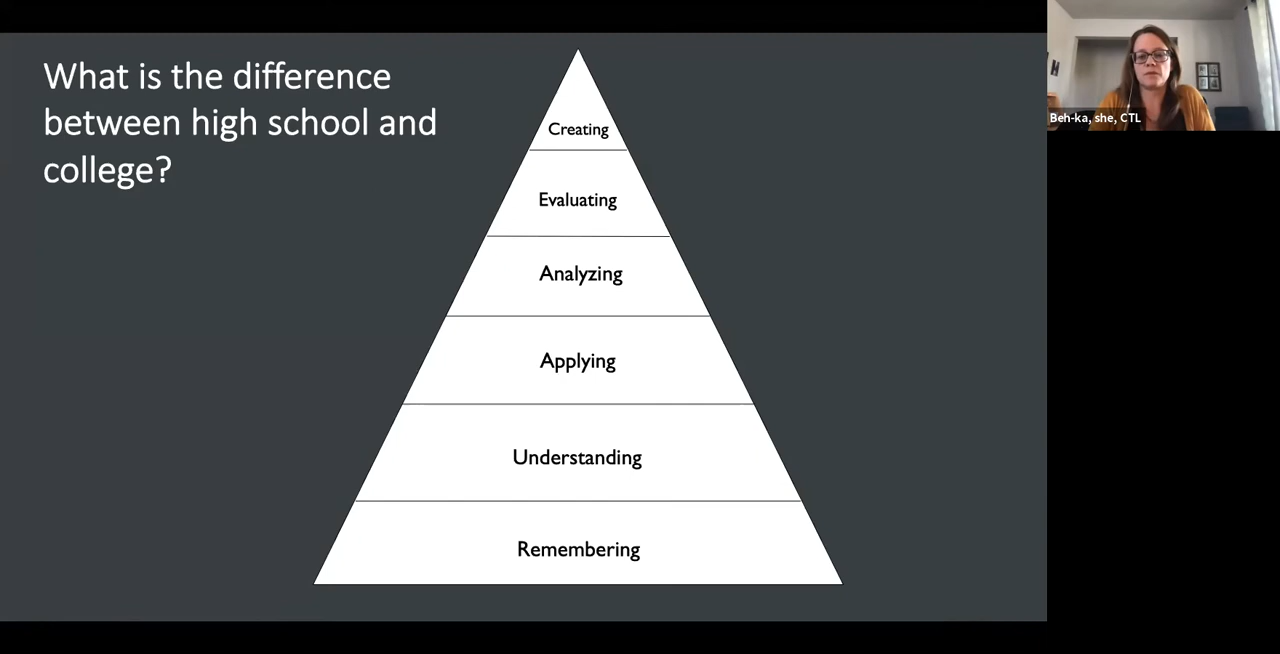 What is the difference
between high school and
college?
Creating
Evaluating
Analyzing
Applying
Understanding
Remembering
Beh-ka, she, CTL